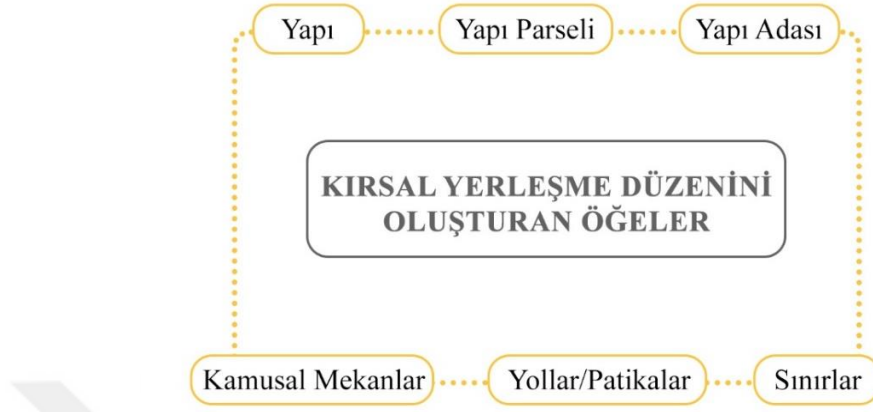 Yapı
Yapı Parseli
Yapı Adası
KIRSAL YERLEŞME DÜZENİNİ
OLUŞTURAN ÖĞELER
Kamusal Mekanlar
Yollar/Patikalar
Sınırlar